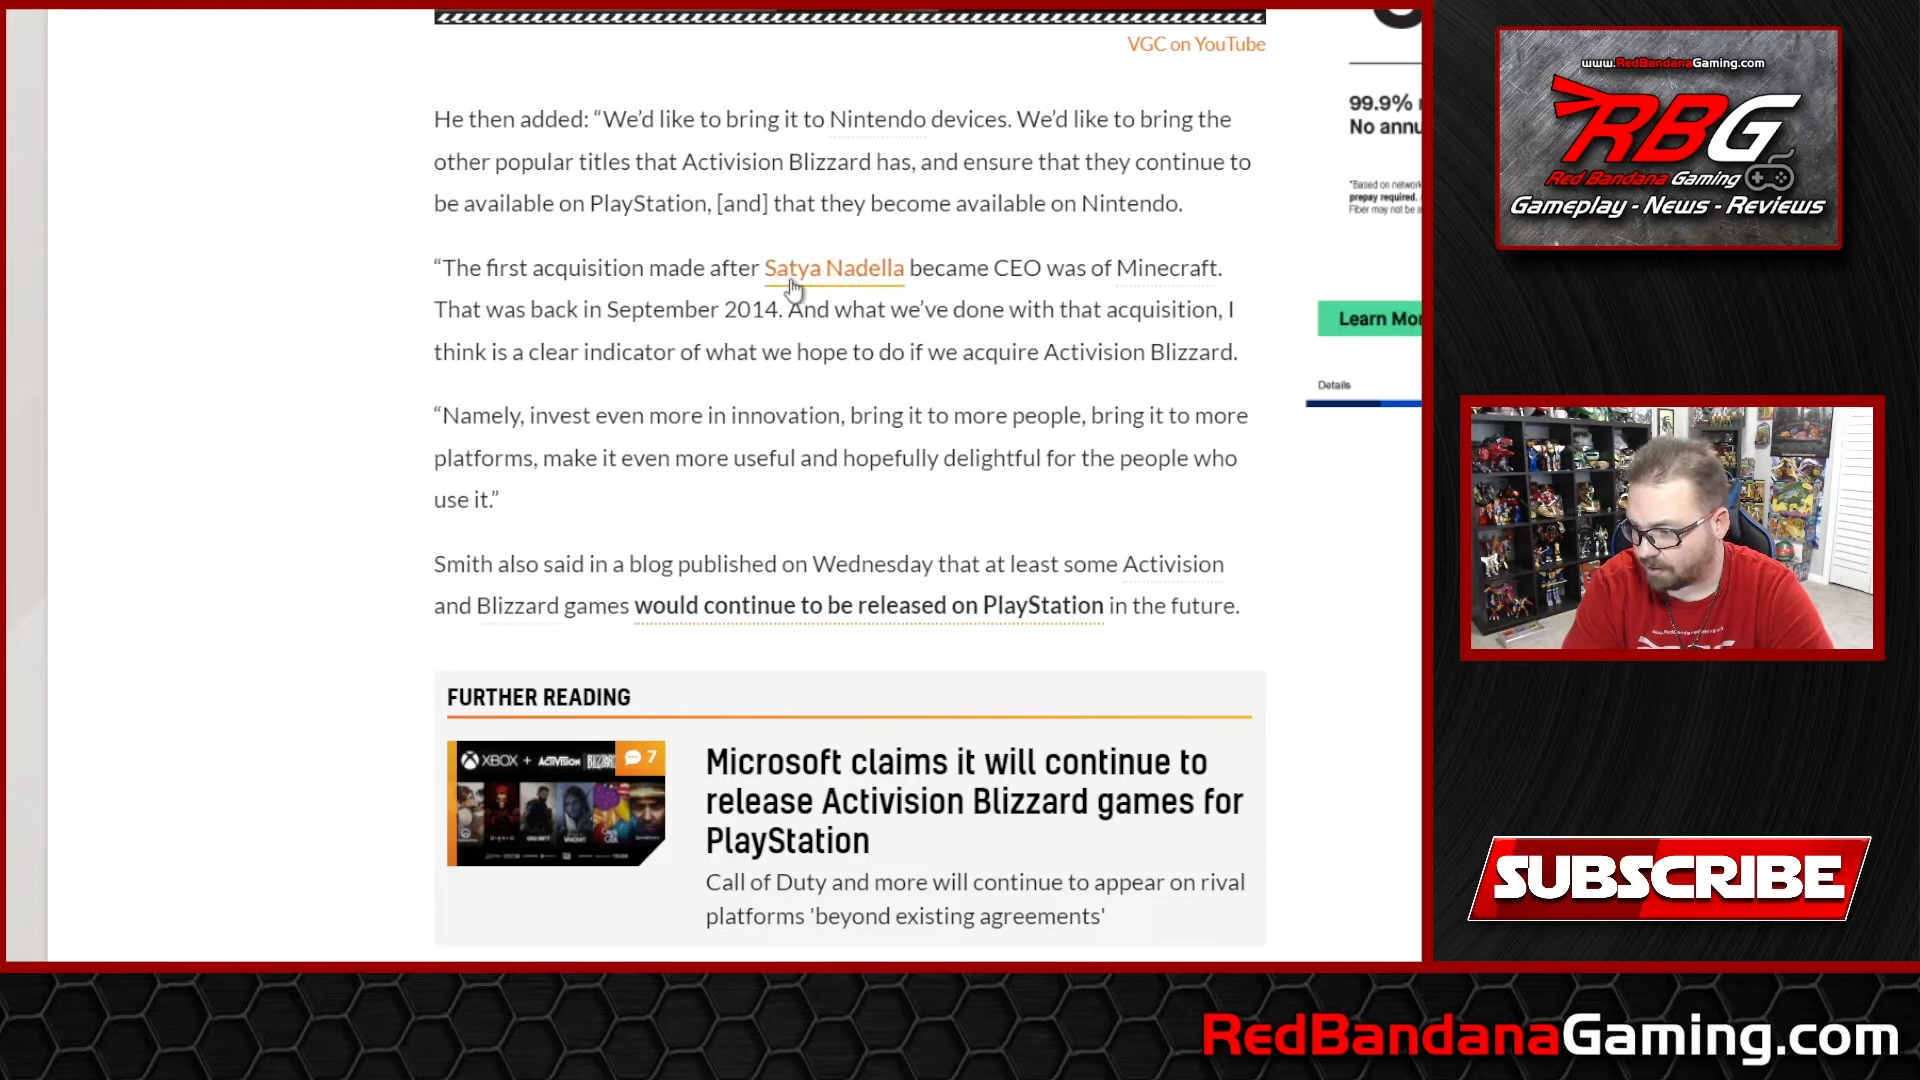 VGC on YouTube
He then added: “We’d like to bring it to Nintendo devices. We’d like to bring the
other popular titles that Activision Blizzard has, and ensure that they continue to
be available on PlayStation, [and] that they become available on Nintendo.
“The first acquisition made after Satya Nadella became CEO was of Minecraft.
That was back in September 2014. And what we’ve done with that acquisition, I
think is a clear indicator of what we hope to do if we acquire Activision Blizzard.
“Namely, invest even more in innovation, bring it to more people, bring it to more
platforms, make it even more useful and hopefully delightful for the people who
use it.”
Smith also said in a blog published on Wednesday that at least some Activision
and Blizzard games would continue to be released on PlayStation in the future.
FURTHER READING
XBOX + ACTIVISION
7
DIABLO
Microsoft claims it will continue to
release Activision Blizzard games for
PlayStation
Call of Duty and more will continue to appear on rival
platforms 'beyond existing agreements'
99.9%
No annu
*Based on network
prepay required.
Fiber may not be a
Learn Mor
Details
www.RedBandanaGaming.com
RBG
Red Bandana Gaming
Gameplay - News - Reviews
SUBSCRIBE
RedBandanaGaming.com